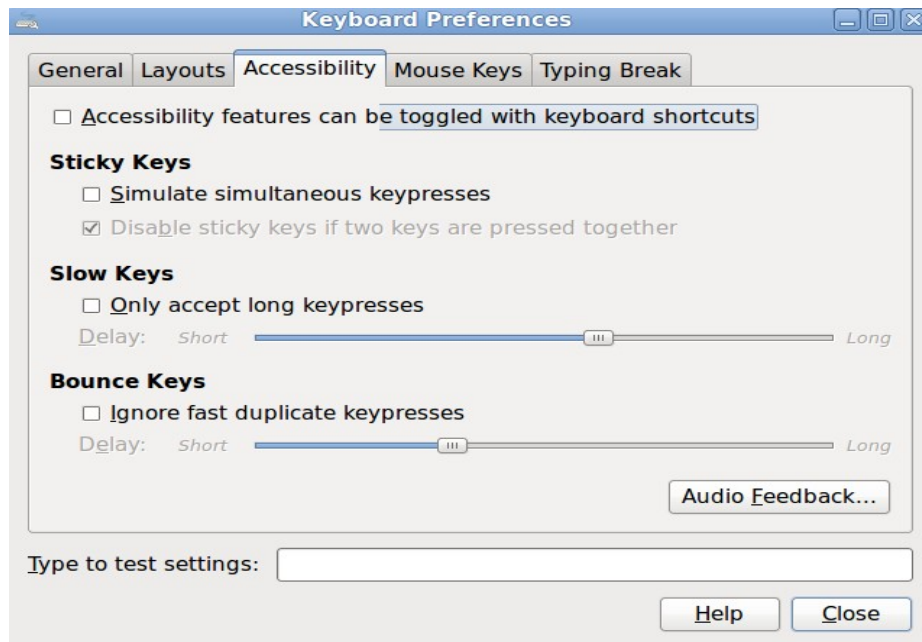 Keyboard Preferences
General Layouts Accessibility Mouse Keys Typing Break
Accessibility features can be toggled with keyboard shortcuts
Sticky Keys
Simulate simultaneous keypresses
Disable sticky keys if two keys are pressed together
Slow Keys
Only accept long keypresses
Delay: Short Long
Bounce Keys
Ignore fast duplicate keypresses
Delay: Short Long
Audio Feedback...
Type to test settings:
Help Close